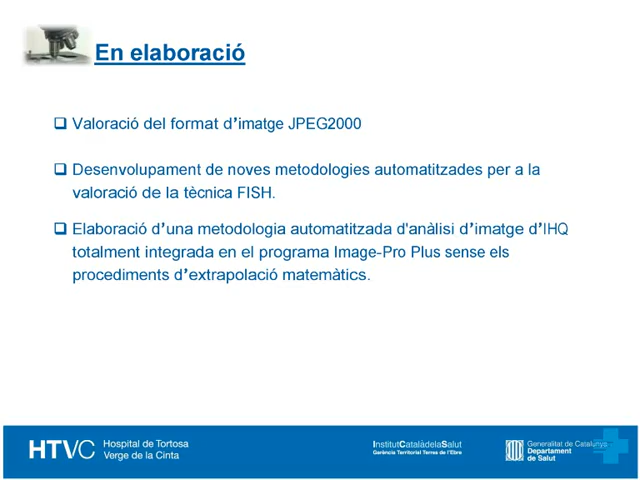 En elaboració
❑ Valoració del format d’imatge JPEG2000
❑ Desenvolupament de noves metodologies automatitzades per a la
valoració de la tècnica FISH.
❑ Elaboració d’una metodologia automatitzada d'anàlisi d’imatge d’IHQ
totalment integrada en el programa Image-Pro Plus sense els
procediments d’extrapolació matemàtics.
HTVC
Hospital de Tortosa
Verge de la Cinta
InstitutCatalàdelaSalut
Gerència Territorial Terres de l'Ebre
Generalitat de Catalunya
Departament
de Salut